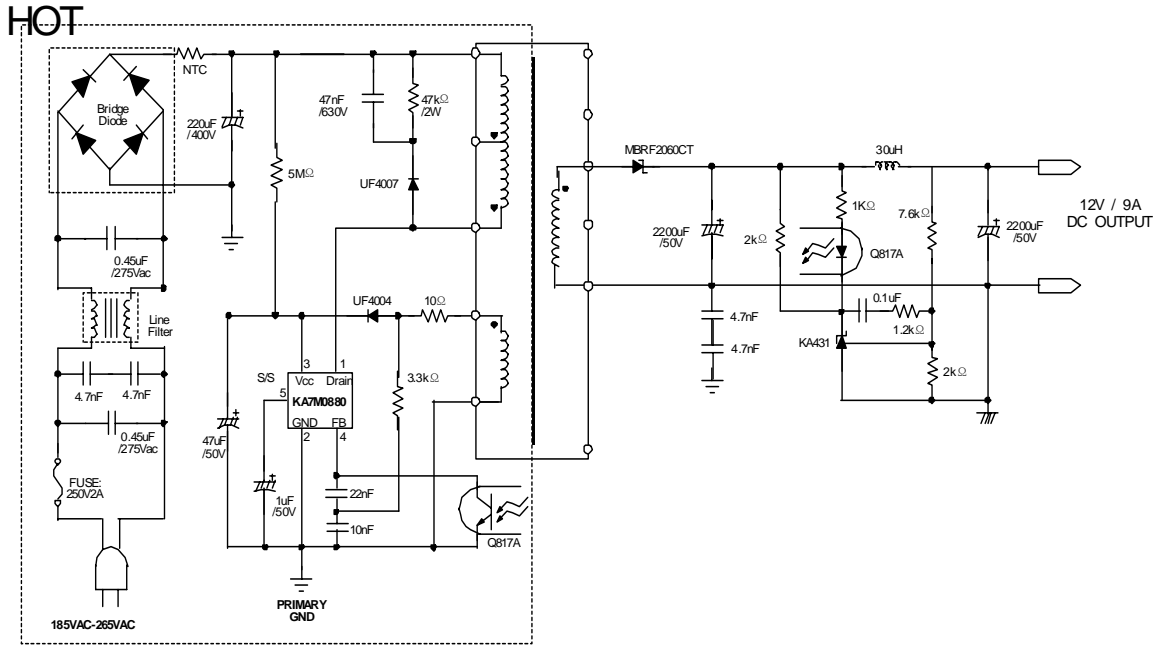 HOT
NTC
Bridge
Diode
220uF
/400V
47nF
/630V
47kΩ
/2W
5MΩ
UF4007
MBRF2060CT
30uH
1KΩ
7.6kΩ
12V / 9A
DC OUTPUT
2200uF
/50V
2kΩ
Q817A
2200uF
/50V
0.45uF
/275Vac
UF4004
10Ω
0.1uF
1.2kΩ
Line
Filter
4.7nF
4.7nF
KA431
2kΩ
4.7nF
4.7nF
S/S
3
1
Vcc
Drain
3.3kΩ
5
KA7M0880
GND
FB
2
4
0.45uF
/275Vac
47uF
/50V
FUSE:
250V2A
1uF
/50V
22nF
10nF
Q817A
PRIMARY
GND
185VAC-265VAC